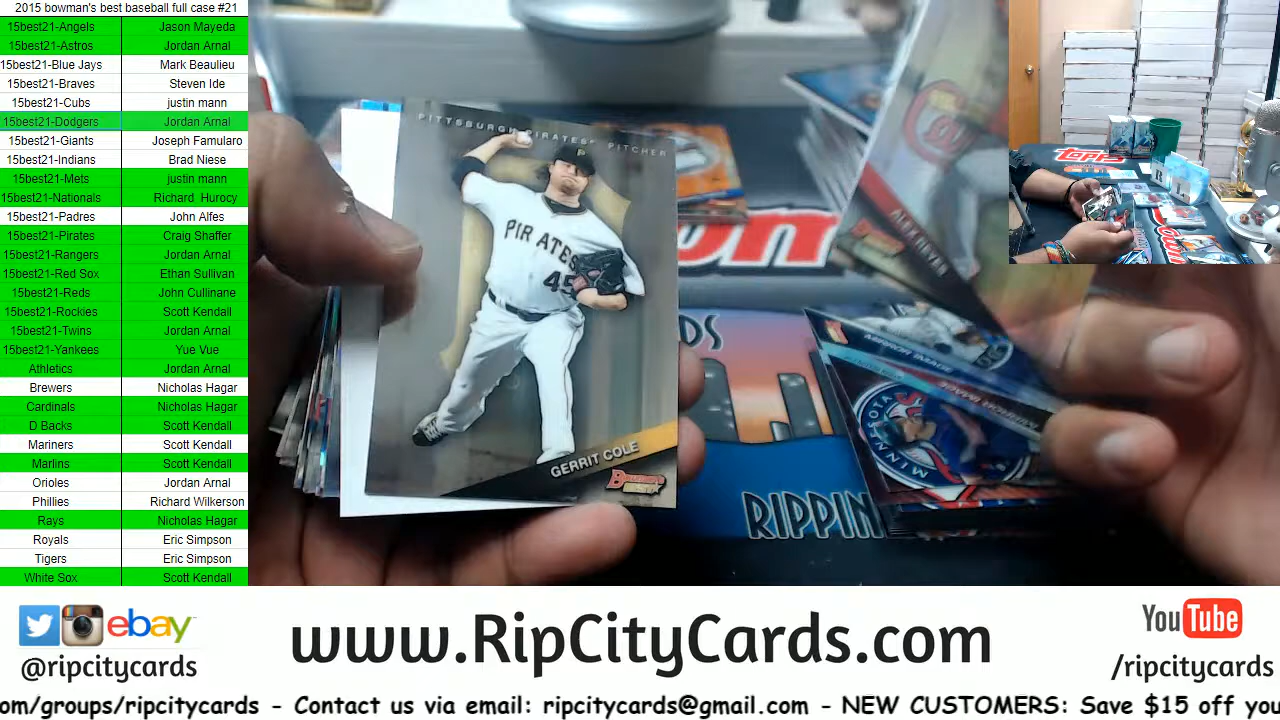 2015 bowman's best baseball full case #21
15best21-Angels Jason Mayeda
15best21-Astros Jordan Arnal
15best21-Blue Jays Mark Beaulieu
15best21-Braves Steven Ide
15best21-Cubs justin mann
15best21-Dodgers Jordan Arnal
15best21-Giants Joseph Famularo
15best21-Indians Brad Niese
15best21-Mets justin mann
15best21-Nationals Richard Hurocy
15best21-Padres John Alfes
15best21-Pirates Craig Shaffer
15best21-Rangers Jordan Arnal
15best21-Red Sox Ethan Sullivan
15best21-Reds John Cullinane
15best21-Rockies Scott Kendall
15best21-Twins Jordan Arnal
15best21-Yankees Yue Vue
Athletics Jordan Arnal
Brewers Nicholas Hagar
Cardinals Nicholas Hagar
D Backs Scott Kendall
Mariners Scott Kendall
Marlins Scott Kendall
Orioles Jordan Arnal
Phillies Richard Wilkerson
Rays Nicholas Hagar
Royals Eric Simpson
Tigers Eric Simpson
White Sox Scott Kendall
PITTSBURGH PIRATES® PITCHER
P
PIRATES
45
GERRIT COLE
BOWMAN'S BEST
MIRROR IMAGE
MIRROR IMAGE
MINNESOTA
RIPPIN
Topps
ebay
@ripcitycards
www.RipCityCards.com
YouTube
/ripcitycards
om/groups/ripcitycards - Contact us via email: ripcitycards@gmail.com - NEW CUSTOMERS: Save $15 off you